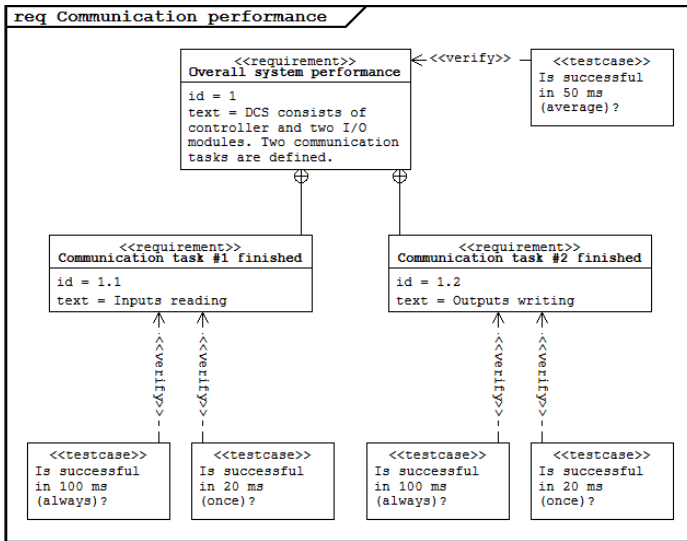 req Communication performance
<<requirement>>
Overall system performance
id = 1
text = DCS consists of
controller and two I/O
modules. Two communication
tasks are defined.
<<verify>>
<<testcase>>
Is successful
in 50 ms
(average)?
<<requirement>>
Communication task #1 finished
id = 1.1
text = Inputs reading
<<requirement>>
Communication task #2 finished
id = 1.2
text = Outputs writing
<<verify>>
<<verify>>
<<verify>>
<<verify>>
<<testcase>>
Is successful
in 100 ms
(always)?
<<testcase>>
Is successful
in 20 ms
(once)?
<<testcase>>
Is successful
in 100 ms
(always)?
<<testcase>>
Is successful
in 20 ms
(once)?